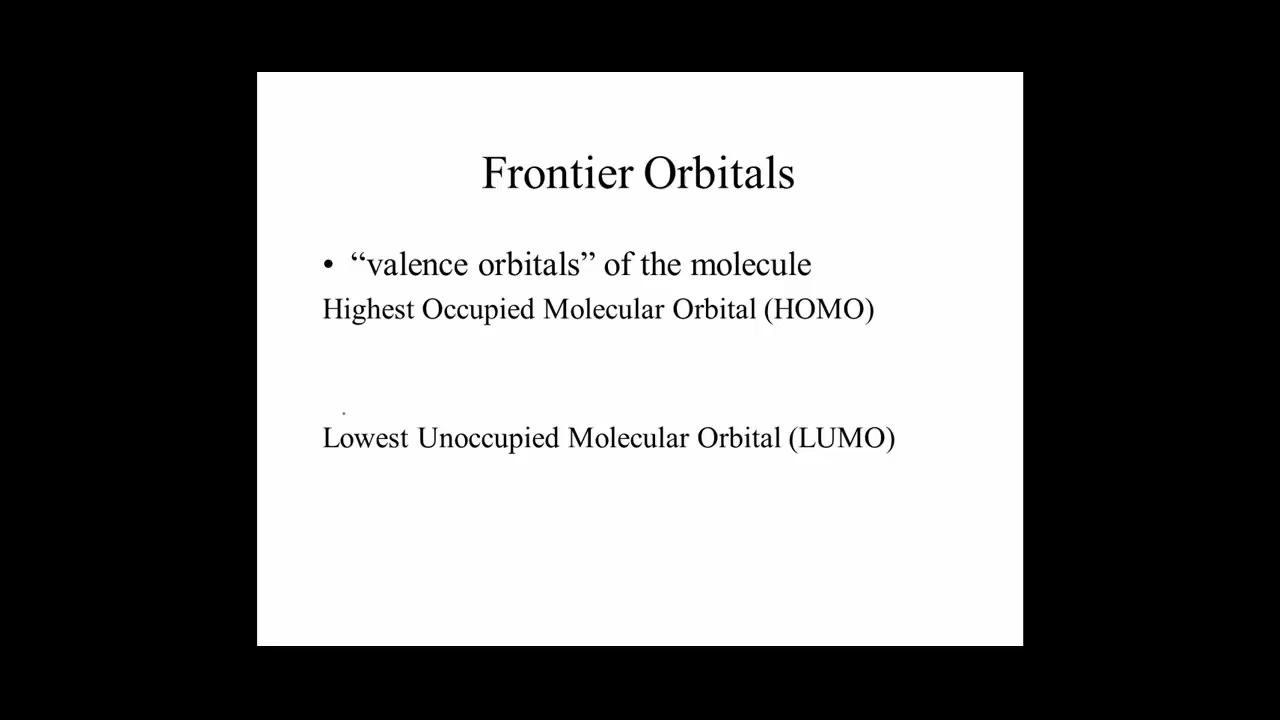 Frontier Orbitals
• “valence orbitals” of the molecule
Highest Occupied Molecular Orbital (HOMO)
Lowest Unoccupied Molecular Orbital (LUMO)